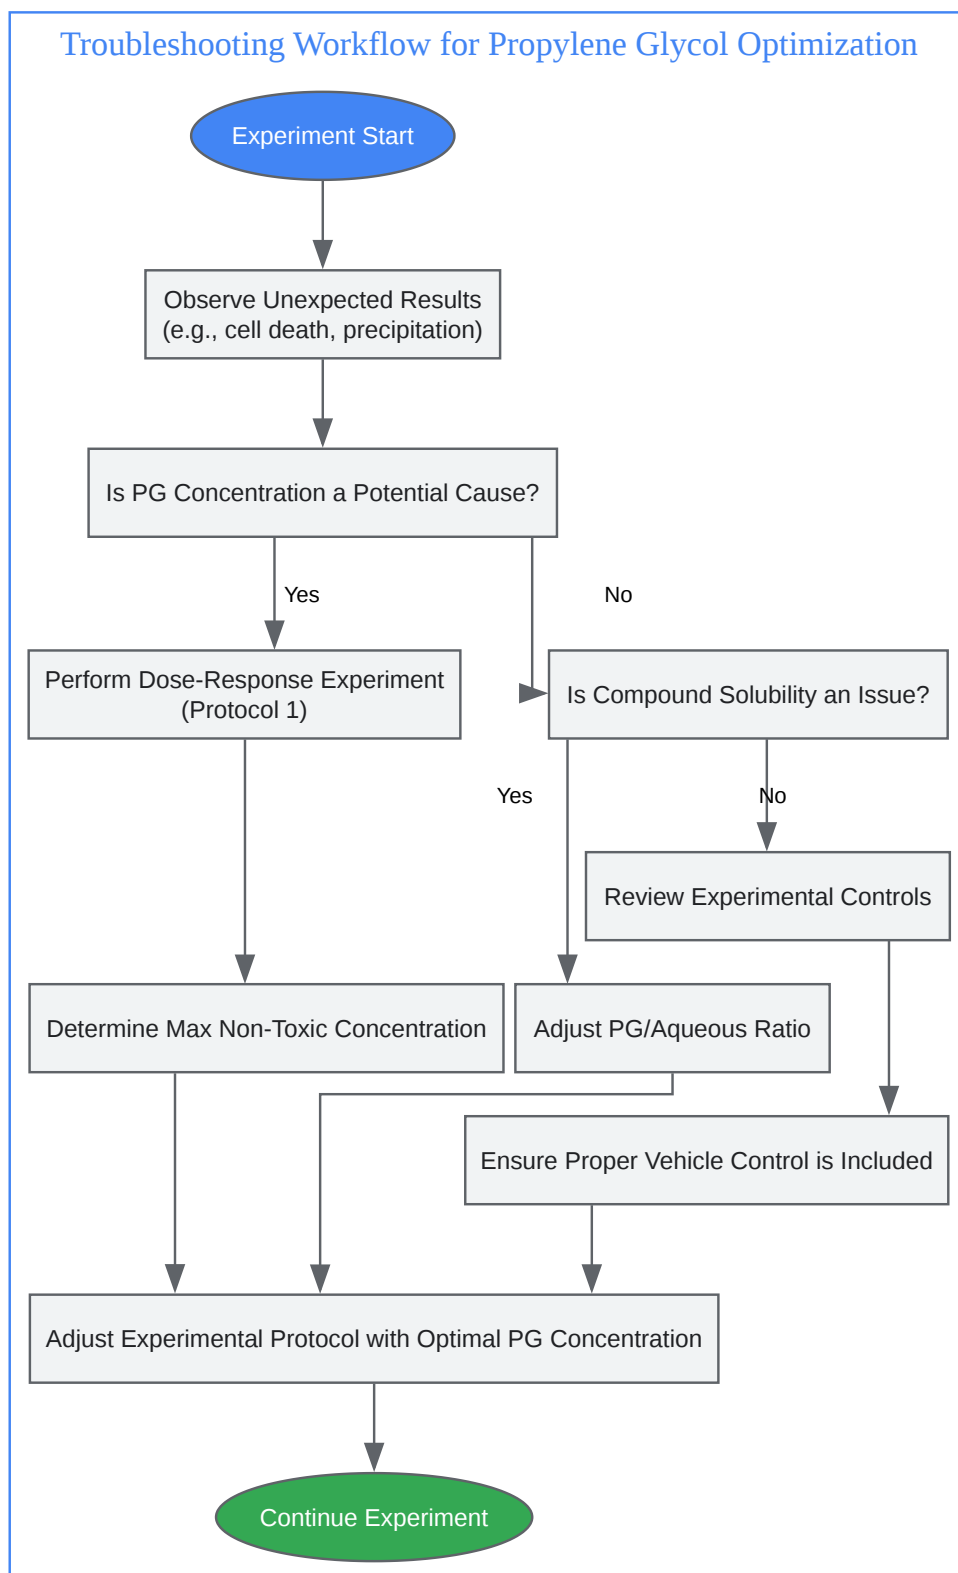 Troubleshooting Workflow for Propylene Glycol Optimization
Experiment Start
Observe Unexpected Results
(e.g., cell death, precipitation)
Is PG Concentration a Potential Cause?
Yes
No
Perform Dose-Response Experiment
(Protocol 1)
Is Compound Solubility an Issue?
Yes
No
Review Experimental Controls
Determine Max Non-Toxic Concentration
Adjust PG/Aqueous Ratio
Ensure Proper Vehicle Control is Included
Adjust Experimental Protocol with Optimal PG Concentration
Continue Experiment